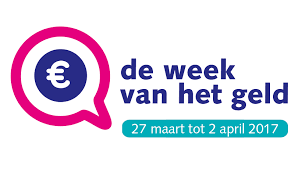 €
de week
van het geld
27 maart tot 2 april 2017